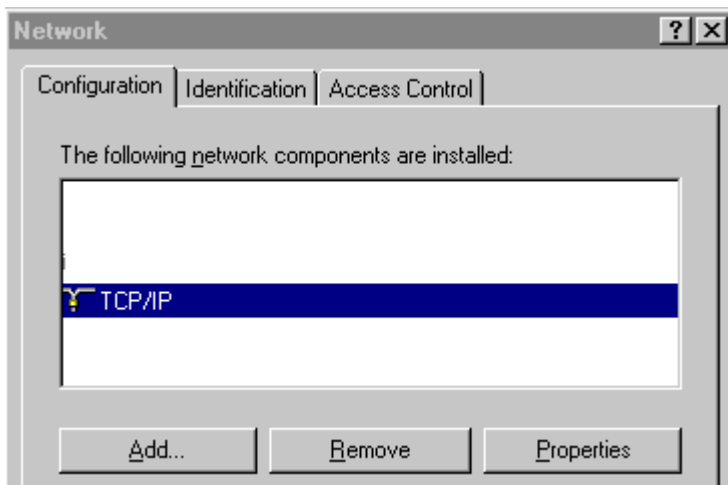 Network
Configuration Identification Access Control
The following network components are installed:
TCP/IP
Add... Remove Properties